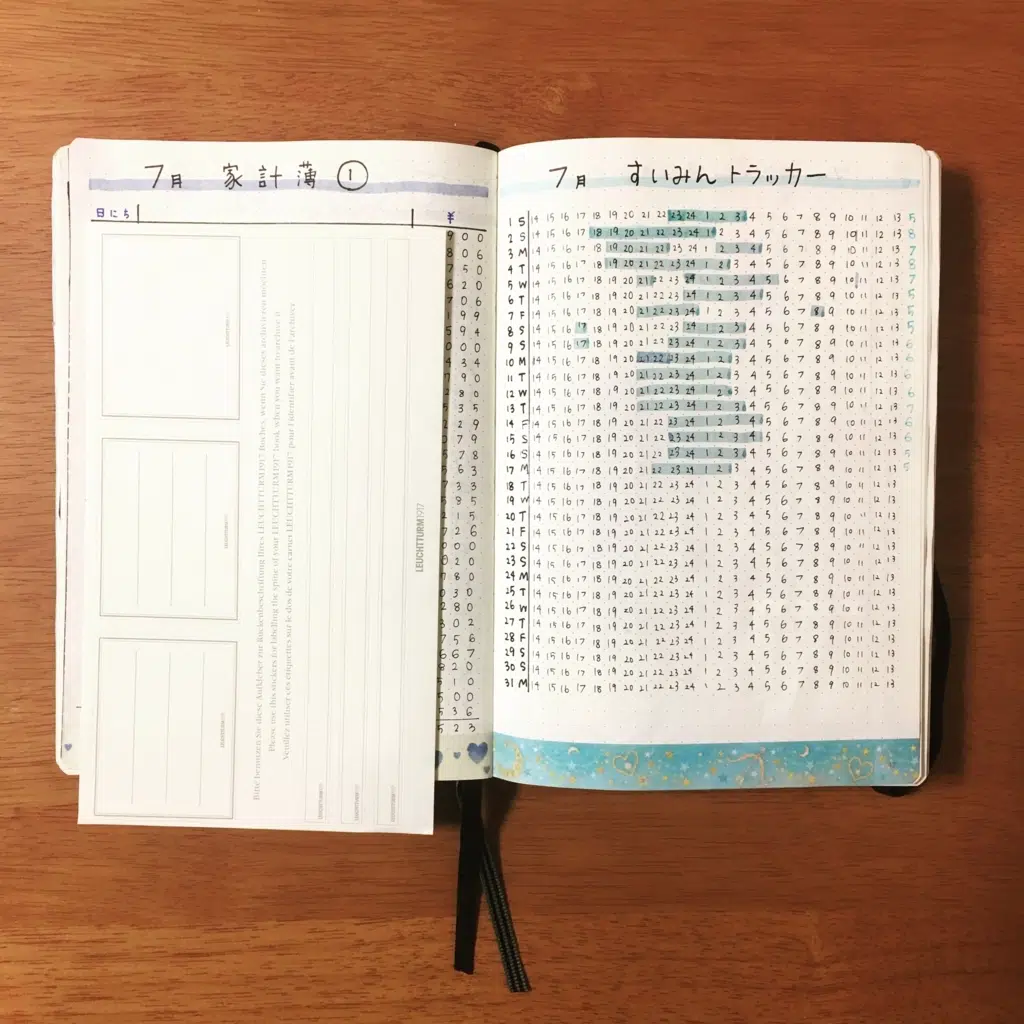 7月 家計薄 ①
日にち ¥
LEUCHTTURM1917
LEUCHTTURM1917
LEUCHTTURM1917
Bitte benutzen Sie diese Aufkleber zur Rückenbeschriftung Ihres LEUCHTTURM1917 Buches, wenn Sie dieses archivieren möchten
Please use this stickers for labelling the spine of your LEUCHTTURM1917 book, when you want to archive it
Veuillez utiliser ces étiquettes sur le dos de votre carnet LEUCHTTURM1917 pour l'identifier avant de l'archiver
LEUCHTTURM1917
LEUCHTTURM1917
LEUCHTTURM1917
LEUCHTTURM1917
7月 すいみんトラッカー
1 S 14 15 16 17 18 19 20 21 22 23 24 1 2 3 4 5 6 7 8 9 10 11 12 13 5
2 S 14 15 16 17 18 19 20 21 22 23 24 1 2 3 4 5 6 7 8 9 10 11 12 13 8
3 M 14 15 16 17 18 19 20 21 22 23 24 1 2 3 4 5 6 7 8 9 10 11 12 13 7
4 T 14 15 16 17 18 19 20 21 22 23 24 1 2 3 4 5 6 7 8 9 10 11 12 13 8
5 W 14 15 16 17 18 19 20 21 22 23 24 1 2 3 4 5 6 7 8 9 10 11 12 13 7
6 T 14 15 16 17 18 19 20 21 22 23 24 1 2 3 4 5 6 7 8 9 10 11 12 13 5
7 F 14 15 16 17 18 19 20 21 22 23 24 1 2 3 4 5 6 7 8 9 10 11 12 13 5
8 S 14 15 16 17 18 19 20 21 22 23 24 1 2 3 4 5 6 7 8 9 10 11 12 13 5
9 S 14 15 16 17 18 19 20 21 22 23 24 1 2 3 4 5 6 7 8 9 10 11 12 13 6
10 M 14 15 16 17 18 19 20 21 22 23 24 1 2 3 4 5 6 7 8 9 10 11 12 13 6
11 T 14 15 16 17 18 19 20 21 22 23 24 1 2 3 4 5 6 7 8 9 10 11 12 13 6
12 W 14 15 16 17 18 19 20 21 22 23 24 1 2 3 4 5 6 7 8 9 10 11 12 13 6
13 T 14 15 16 17 18 19 20 21 22 23 24 1 2 3 4 5 6 7 8 9 10 11 12 13 7
14 F 14 15 16 17 18 19 20 21 22 23 24 1 2 3 4 5 6 7 8 9 10 11 12 13 6
15 S 14 15 16 17 18 19 20 21 22 23 24 1 2 3 4 5 6 7 8 9 10 11 12 13 6
16 S 14 15 16 17 18 19 20 21 22 23 24 1 2 3 4 5 6 7 8 9 10 11 12 13 5
17 M 14 15 16 17 18 19 20 21 22 23 24 1 2 3 4 5 6 7 8 9 10 11 12 13 5
18 T 14 15 16 17 18 19 20 21 22 23 24 1 2 3 4 5 6 7 8 9 10 11 12 13
19 W 14 15 16 17 18 19 20 21 22 23 24 1 2 3 4 5 6 7 8 9 10 11 12 13
20 T 14 15 16 17 18 19 20 21 22 23 24 1 2 3 4 5 6 7 8 9 10 11 12 13
21 F 14 15 16 17 18 19 20 21 22 23 24 1 2 3 4 5 6 7 8 9 10 11 12 13
22 S 14 15 16 17 18 19 20 21 22 23 24 1 2 3 4 5 6 7 8 9 10 11 12 13
23 S 14 15 16 17 18 19 20 21 22 23 24 1 2 3 4 5 6 7 8 9 10 11 12 13
24 M 14 15 16 17 18 19 20 21 22 23 24 1 2 3 4 5 6 7 8 9 10 11 12 13
25 T 14 15 16 17 18 19 20 21 22 23 24 1 2 3 4 5 6 7 8 9 10 11 12 13
26 W 14 15 16 17 18 19 20 21 22 23 24 1 2 3 4 5 6 7 8 9 10 11 12 13
27 T 14 15 16 17 18 19 20 21 22 23 24 1 2 3 4 5 6 7 8 9 10 11 12 13
28 F 14 15 16 17 18 19 20 21 22 23 24 1 2 3 4 5 6 7 8 9 10 11 12 13
29 S 14 15 16 17 18 19 20 21 22 23 24 1 2 3 4 5 6 7 8 9 10 11 12 13
30 S 14 15 16 17 18 19 20 21 22 23 24 1 2 3 4 5 6 7 8 9 10 11 12 13
31 M 14 15 16 17 18 19 20 21 22 23 24 1 2 3 4 5 6 7 8 9 10 11 12 13